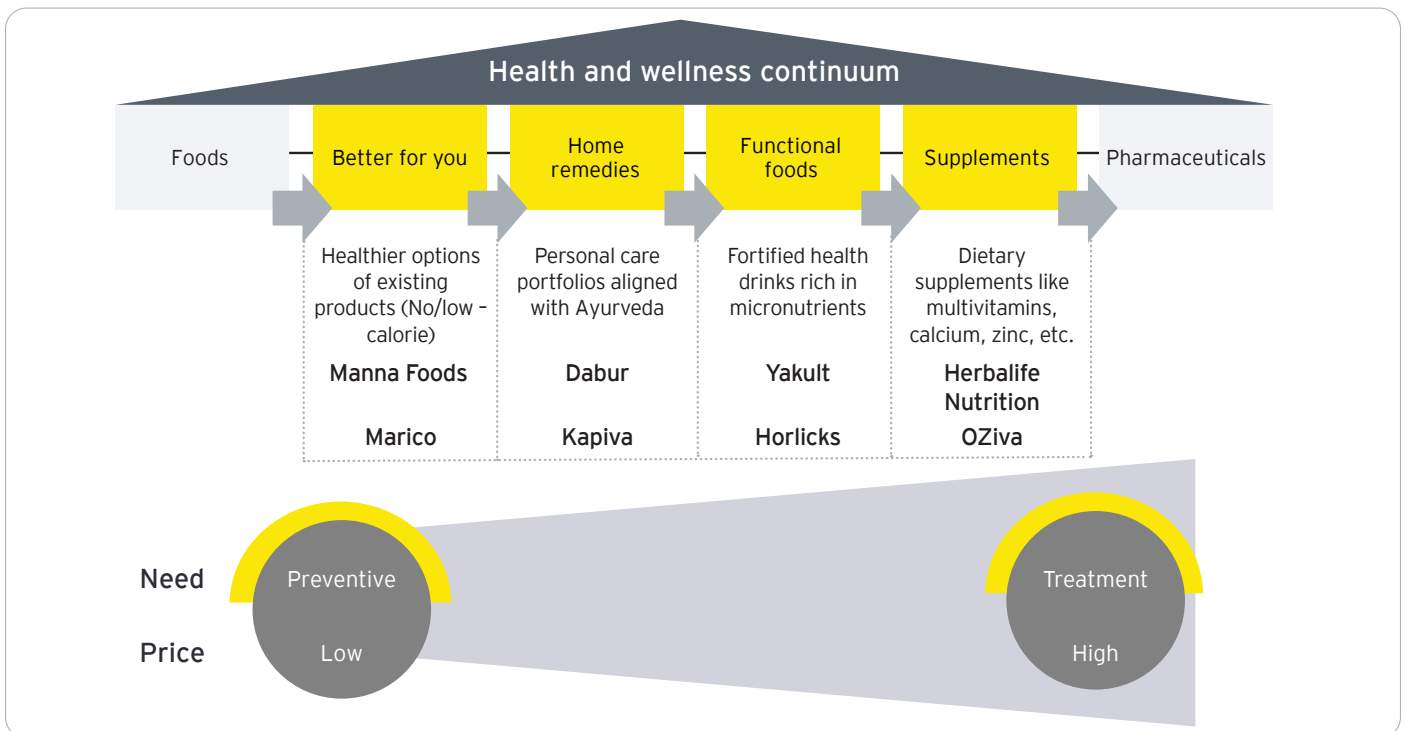 Health and wellness continuum
Foods
Better for you
Home
remedies
Functional
foods
Supplements
Pharmaceuticals
Healthier options
of existing
products (No/low –
calorie)
Manna Foods
Marico
Personal care
portfolios aligned
with Ayurveda
Dabur
Kapiva
Fortified health
drinks rich in
micronutrients
Yakult
Horlicks
Dietary
supplements like
multivitamins,
calcium, zinc, etc.
Herbalife
Nutrition
OZiva
Need
Preventive
Treatment
Price
Low
High